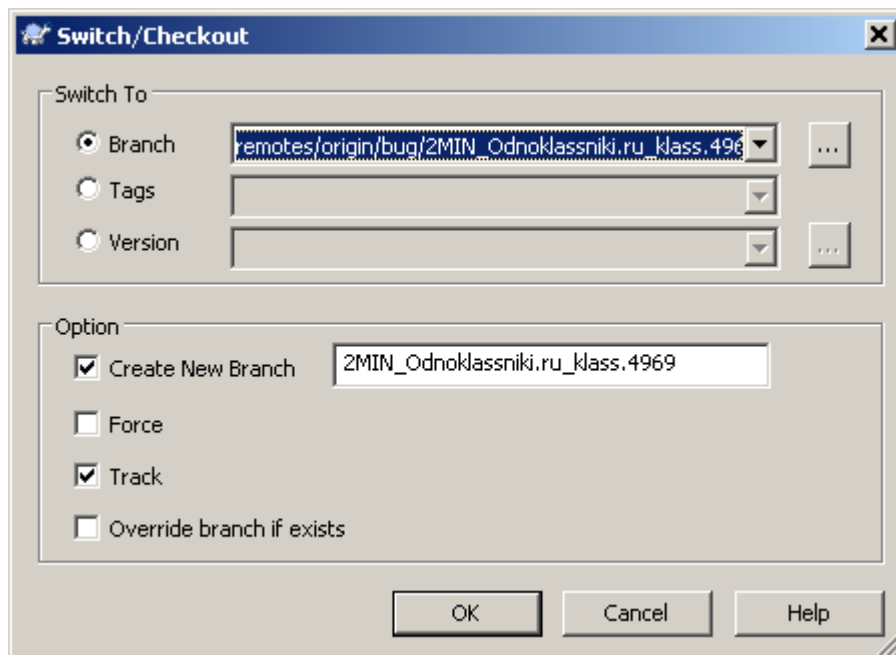 Switch/Checkout
Switch To
Branch
remotes/origin/bug/2MIN_Odnoklassniki.ru_klass.496
...
Tags
Version
...
Option
Create New Branch
2MIN_Odnoklassniki.ru_klass.4969
Force
Track
Override branch if exists
OK
Cancel
Help